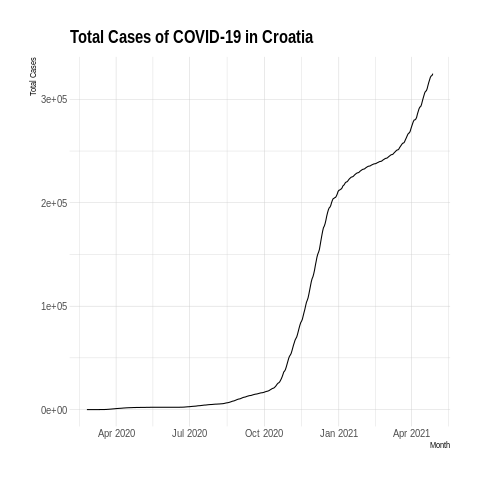 Total Cases of COVID-19 in Croatia
Total Cases
3e+05
2e+05
1e+05
0e+00
Apr 2020 Jul 2020 Oct 2020 Jan 2021 Apr 2021
Month